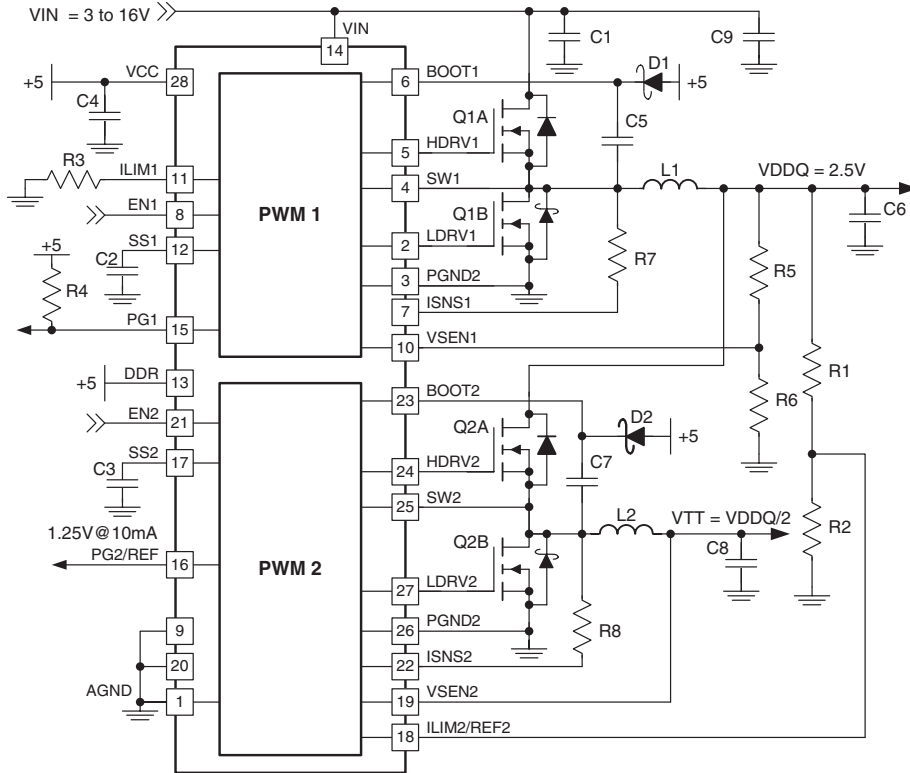 VIN = 3 to 16V
VIN
14
C1
C9
+5
VCC
28
C4
6
BOOT1
D1
+5
Q1A
C5
5
HDRV1
R3
ILIM1
11
4
SW1
L1
VDDQ = 2.5V
EN1
8
PWM 1
Q1B
C6
SS1
12
2
LDRV1
C2
R7
R5
+5
3
PGND2
R4
7
ISNS1
PG1
15
10
VSEN1
R1
DDR
+5
13
R6
23
BOOT2
EN2
21
Q2A
D2
+5
SS2
17
C7
C3
24
HDRV2
25
SW2
L2
VTT = VDDQ/2
R2
1.25V@10mA
Q2B
C8
PG2/REF
16
PWM 2
27
LDRV2
9
26
PGND2
R8
20
22
ISNS2
AGND
1
19
VSEN2
18
ILIM2/REF2